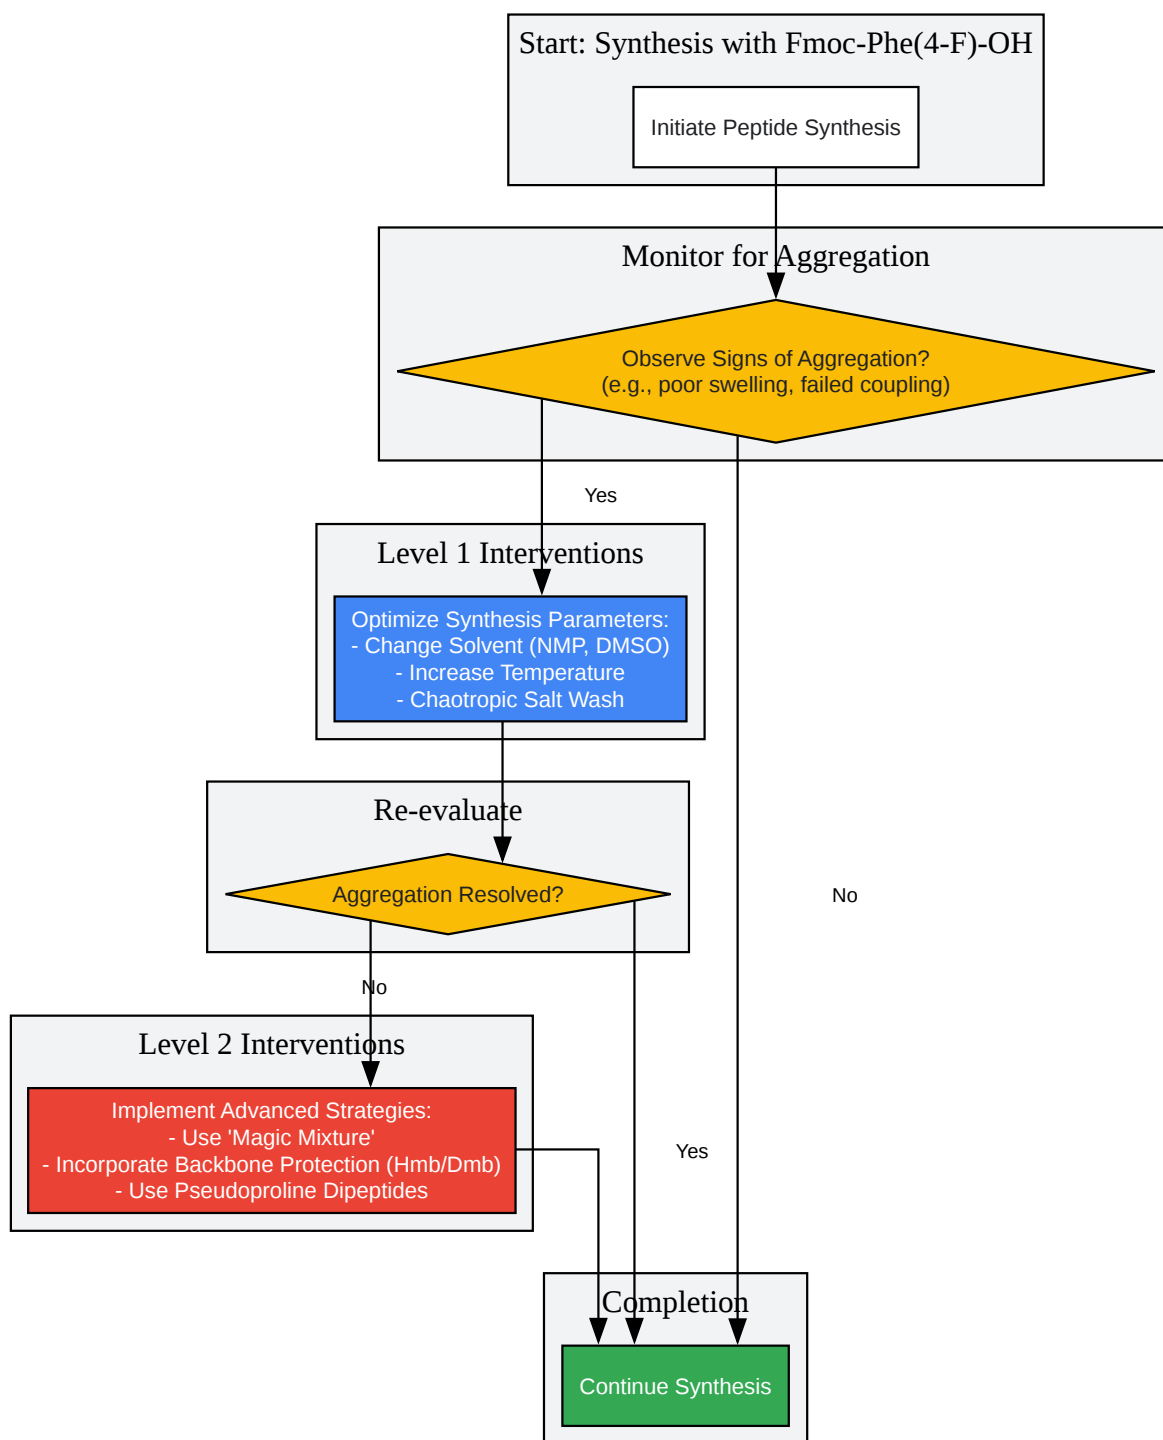 Start: Synthesis with Fmoc-Phe(4-F)-OH
Initiate Peptide Synthesis
Monitor for Aggregation
Observe Signs of Aggregation?
(e.g., poor swelling, failed coupling)
Yes
Level 1 Interventions
Optimize Synthesis Parameters:
- Change Solvent (NMP, DMSO)
- Increase Temperature
- Chaotropic Salt Wash
Re-evaluate
Aggregation Resolved?
No
No
Level 2 Interventions
Implement Advanced Strategies:
- Use 'Magic Mixture'
- Incorporate Backbone Protection (Hmb/Dmb)
- Use Pseudoproline Dipeptides
Yes
Completion
Continue Synthesis